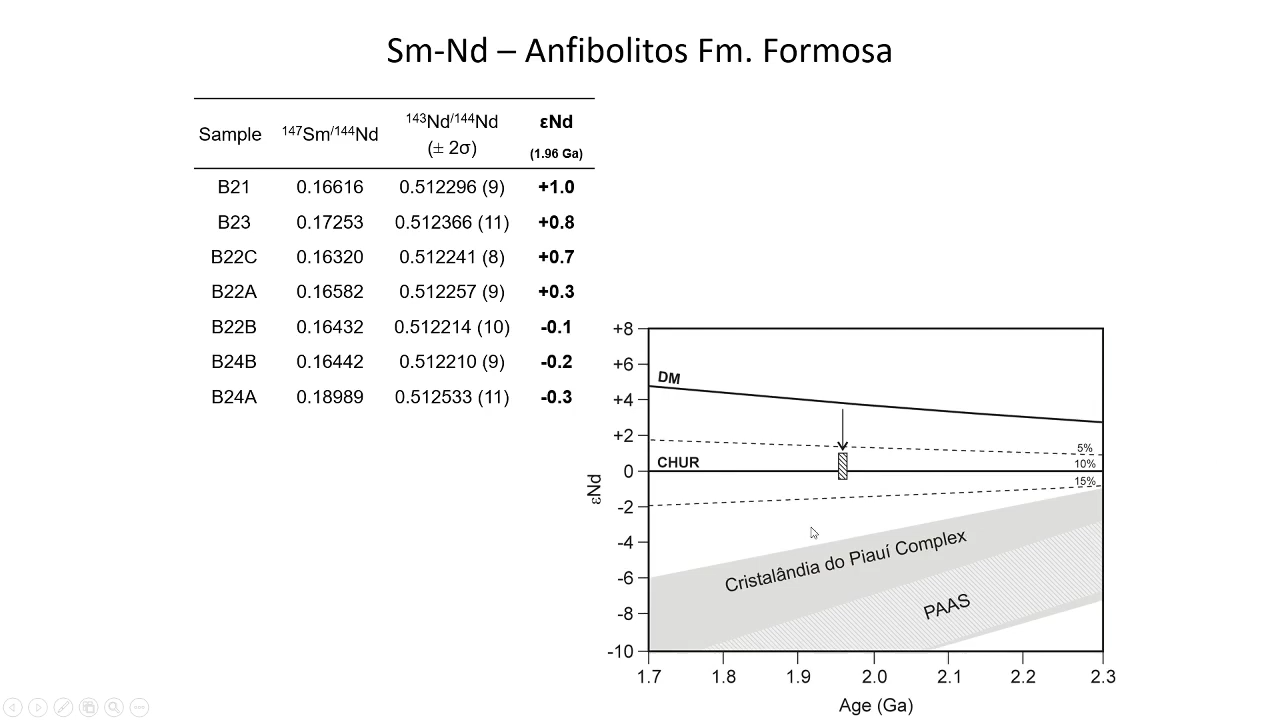 Sm-Nd – Anfibolitos Fm. Formosa
Sample ¹⁴⁷Sm/¹⁴⁴Nd ¹⁴³Nd/¹⁴⁴Nd (± 2σ) εNd (1.96 Ga)
B21 0.16616 0.512296 (9) +1.0
B23 0.17253 0.512366 (11) +0.8
B22C 0.16320 0.512241 (8) +0.7
B22A 0.16582 0.512257 (9) +0.3
B22B 0.16432 0.512214 (10) -0.1
B24B 0.16442 0.512210 (9) -0.2
B24A 0.18989 0.512533 (11) -0.3
+8
+6
+4
+2
0
-2
-4
-6
-8
-10
εNd
DM
CHUR
5%
10%
15%
Cristalândia do Piauí Complex
PAAS
1.7 1.8 1.9 2.0 2.1 2.2 2.3
Age (Ga)